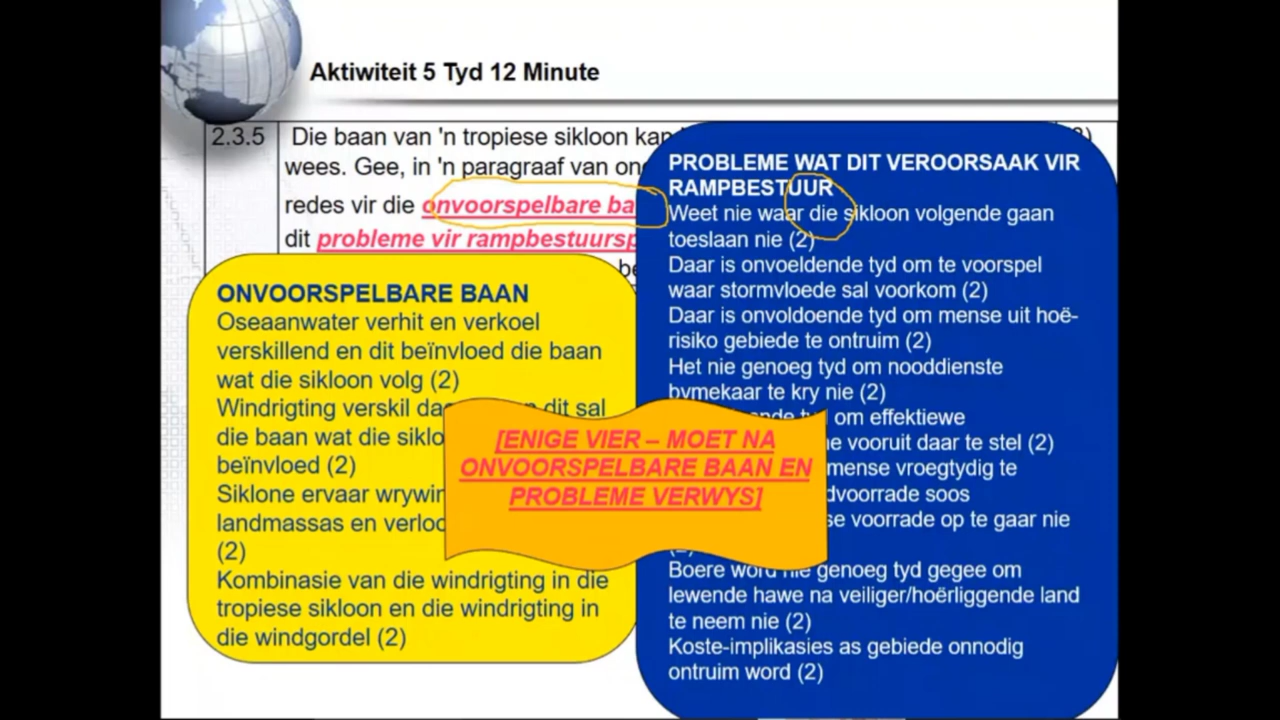 Aktiwiteit 5 Tyd 12 Minute
2.3.5 Die baan van 'n tropiese sikloon kan
wees. Gee, in 'n paragraaf van
redes vir die onvoorspelbare
dit probleme vir
ONVOORSPELBARE BAAN
Oseaanwater verhit en verkoel
verskillend en dit beïnvloed die baan
wat die sikloon volg (2)
Windrigting verskil dit sal
die baan wat die
beïnvloed (2)
Siklone ervaar
landmassas en
(2)
Kombinasie van die windrigting in die
tropiese sikloon en die windrigting in
die windgordel (2)
[ENIGE VIER – MOET NA
ONVOORSPELBARE BAAN EN
PROBLEME VERWYS]
PROBLEME WAT DIT VEROORSAAK VIR
RAMPBESTUUR
Weet nie waar die sikloon volgende gaan
toeslaan nie (2)
Daar is onvoeldende tyd om te voorspel
waar stormvloede sal voorkom (2)
Daar is onvoldoende tyd om mense uit hoë-
risiko gebiede te ontruim (2)
Het nie genoeg tyd om nooddienste
bymekaar te kry nie (2)
om effektiewe
vooruit daar te stel (2)
mense vroegtydig te
soos
voorrade op te gaar nie
Boere word nie genoeg tyd gegee om
lewende hawe na veiliger/hoërliggende land
te neem nie (2)
Koste-implikasies as gebiede onnodig
ontruim word (2)